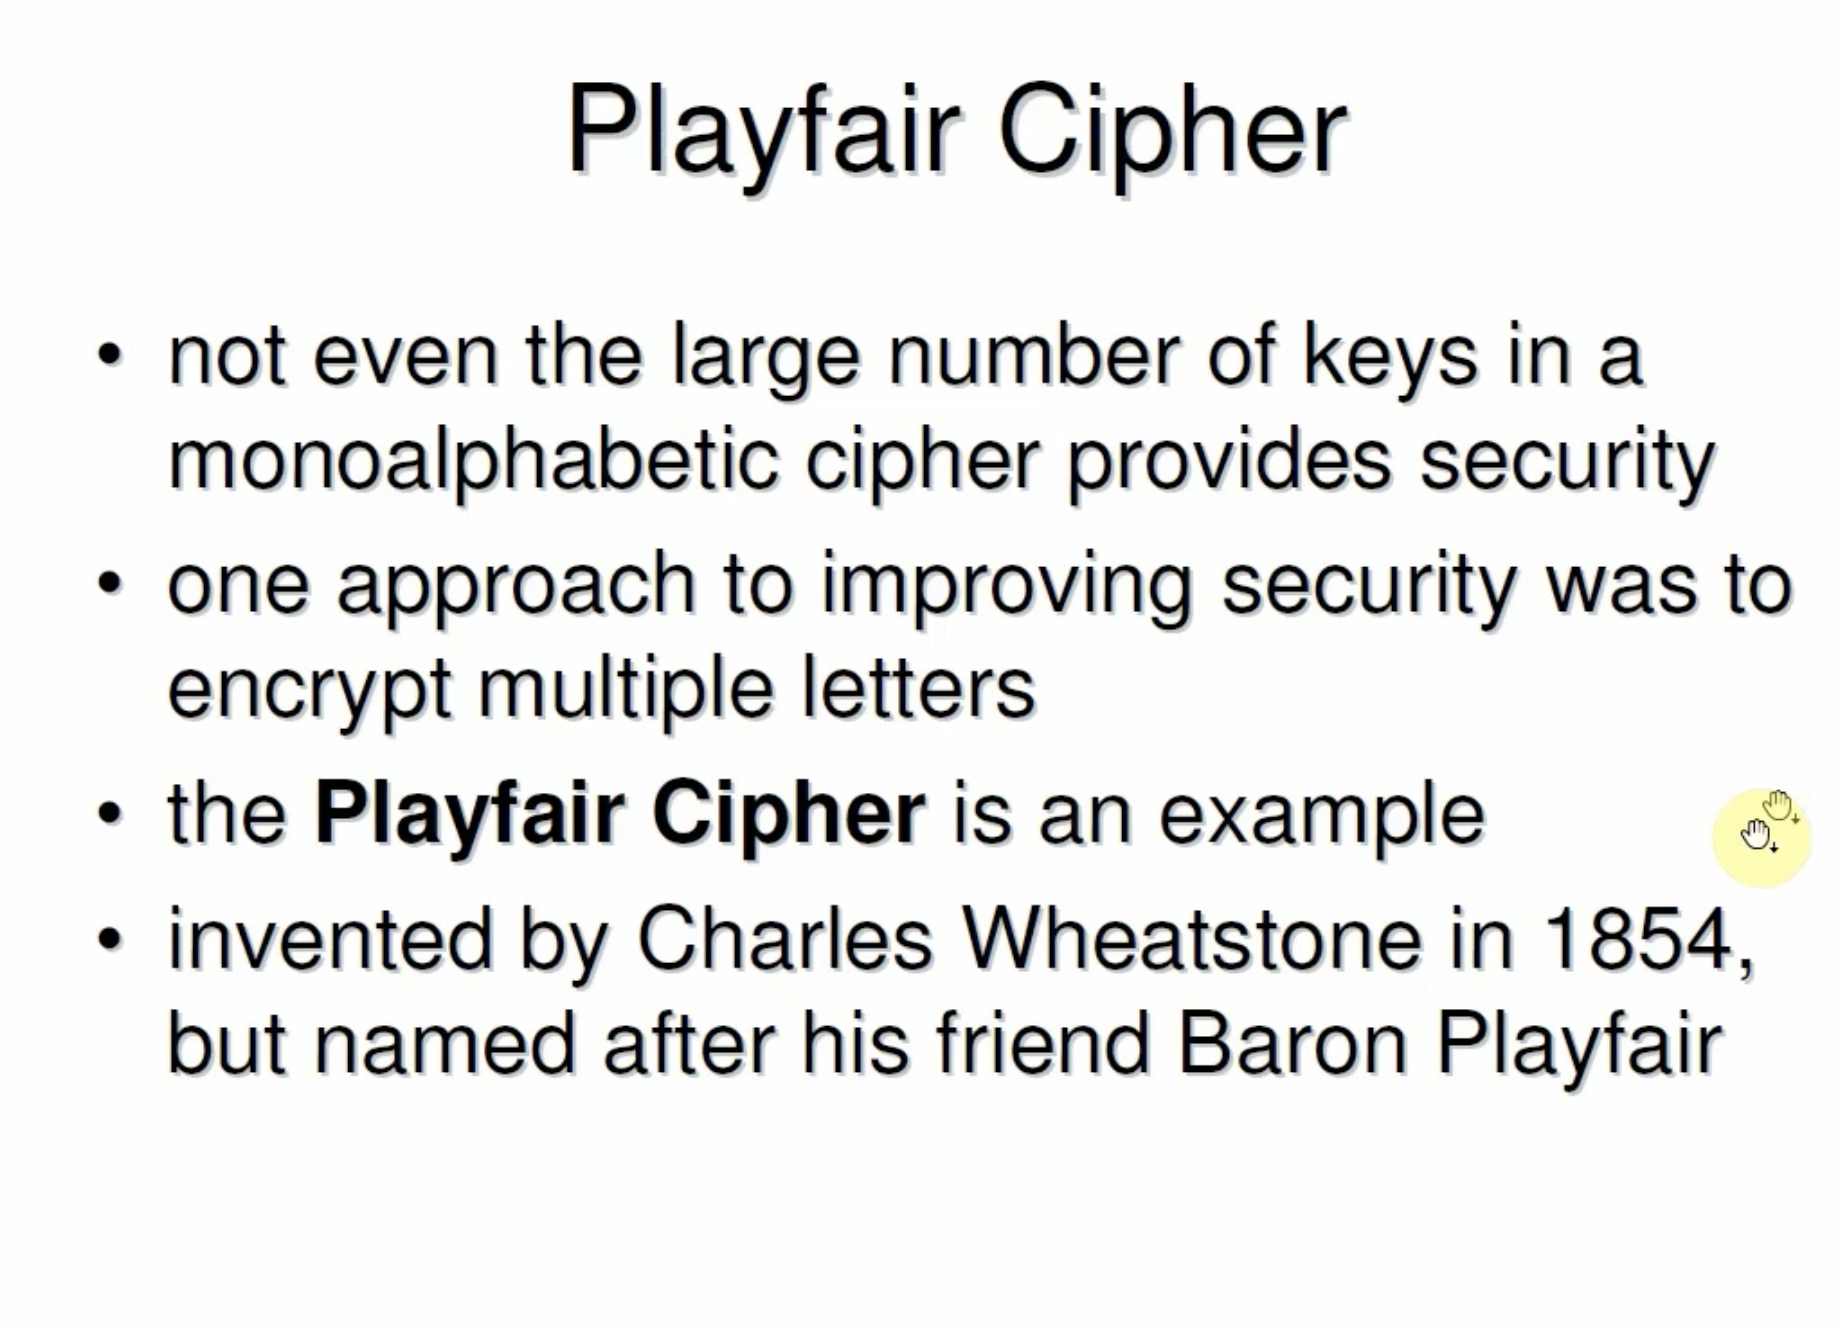 Playfair Cipher
• not even the large number of keys in a
monoalphabetic cipher provides security
• one approach to improving security was to
encrypt multiple letters
• the Playfair Cipher is an example
• invented by Charles Wheatstone in 1854,
but named after his friend Baron Playfair